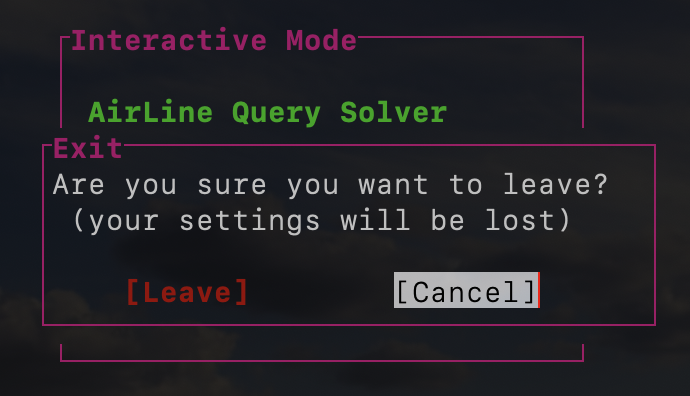 Interactive Mode
AirLine Query Solver
Exit
Are you sure you want to leave?
(your settings will be lost)
[Leave] [Cancel]